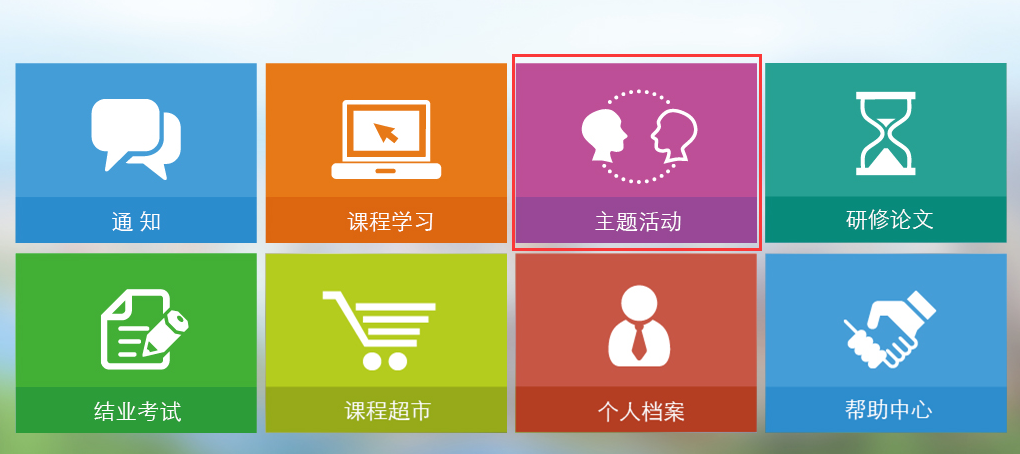 通 知
课程学习
主题活动
研修论文
结业考试
课程超市
个人档案
帮助中心